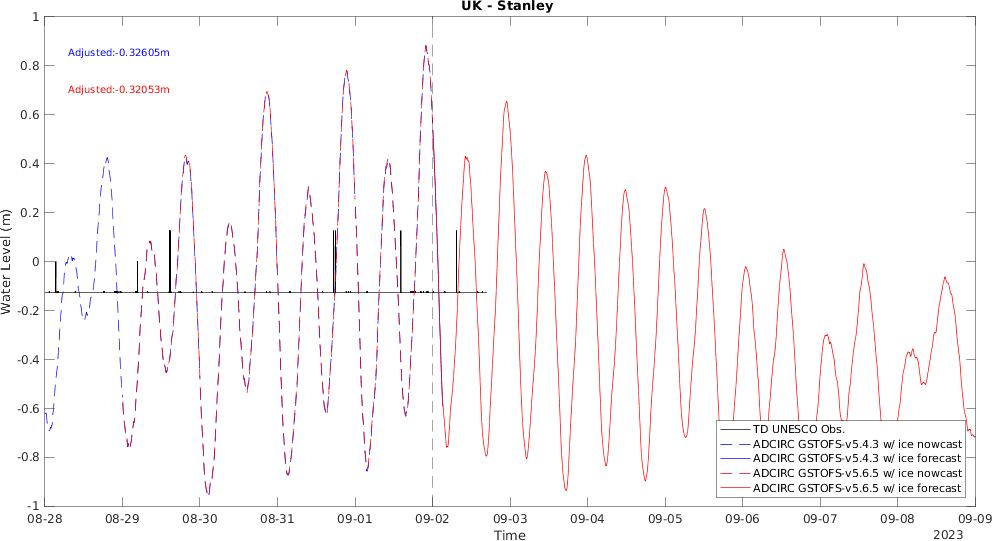 UK - Stanley
Adjusted:-0.32605m
Adjusted:-0.32053m
1
0.8
0.6
0.4
0.2
0
-0.2
-0.4
-0.6
-0.8
-1
Water Level (m)
TD UNESCO Obs.
ADCIRC GSTOFS-v5.4.3 w/ ice nowcast
ADCIRC GSTOFS-v5.4.3 w/ ice forecast
ADCIRC GSTOFS-v5.6.5 w/ ice nowcast
ADCIRC GSTOFS-v5.6.5 w/ ice forecast
08-28 08-29 08-30 08-31 09-01 09-02 09-03 09-04 09-05 09-06 09-07 09-08 09-09
Time
2023